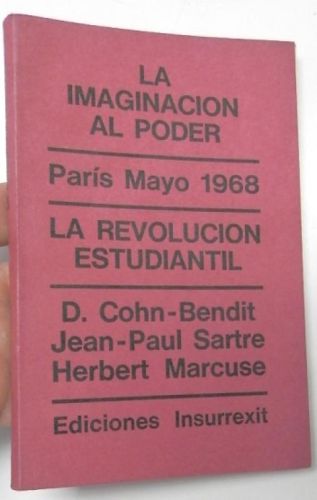 LA
IMAGINACION
AL PODER
París Mayo 1968
LA REVOLUCION
ESTUDIANTIL
D. Cohn-Bendit
Jean-Paul Sartre
Herbert Marcuse
Ediciones Insurrexit